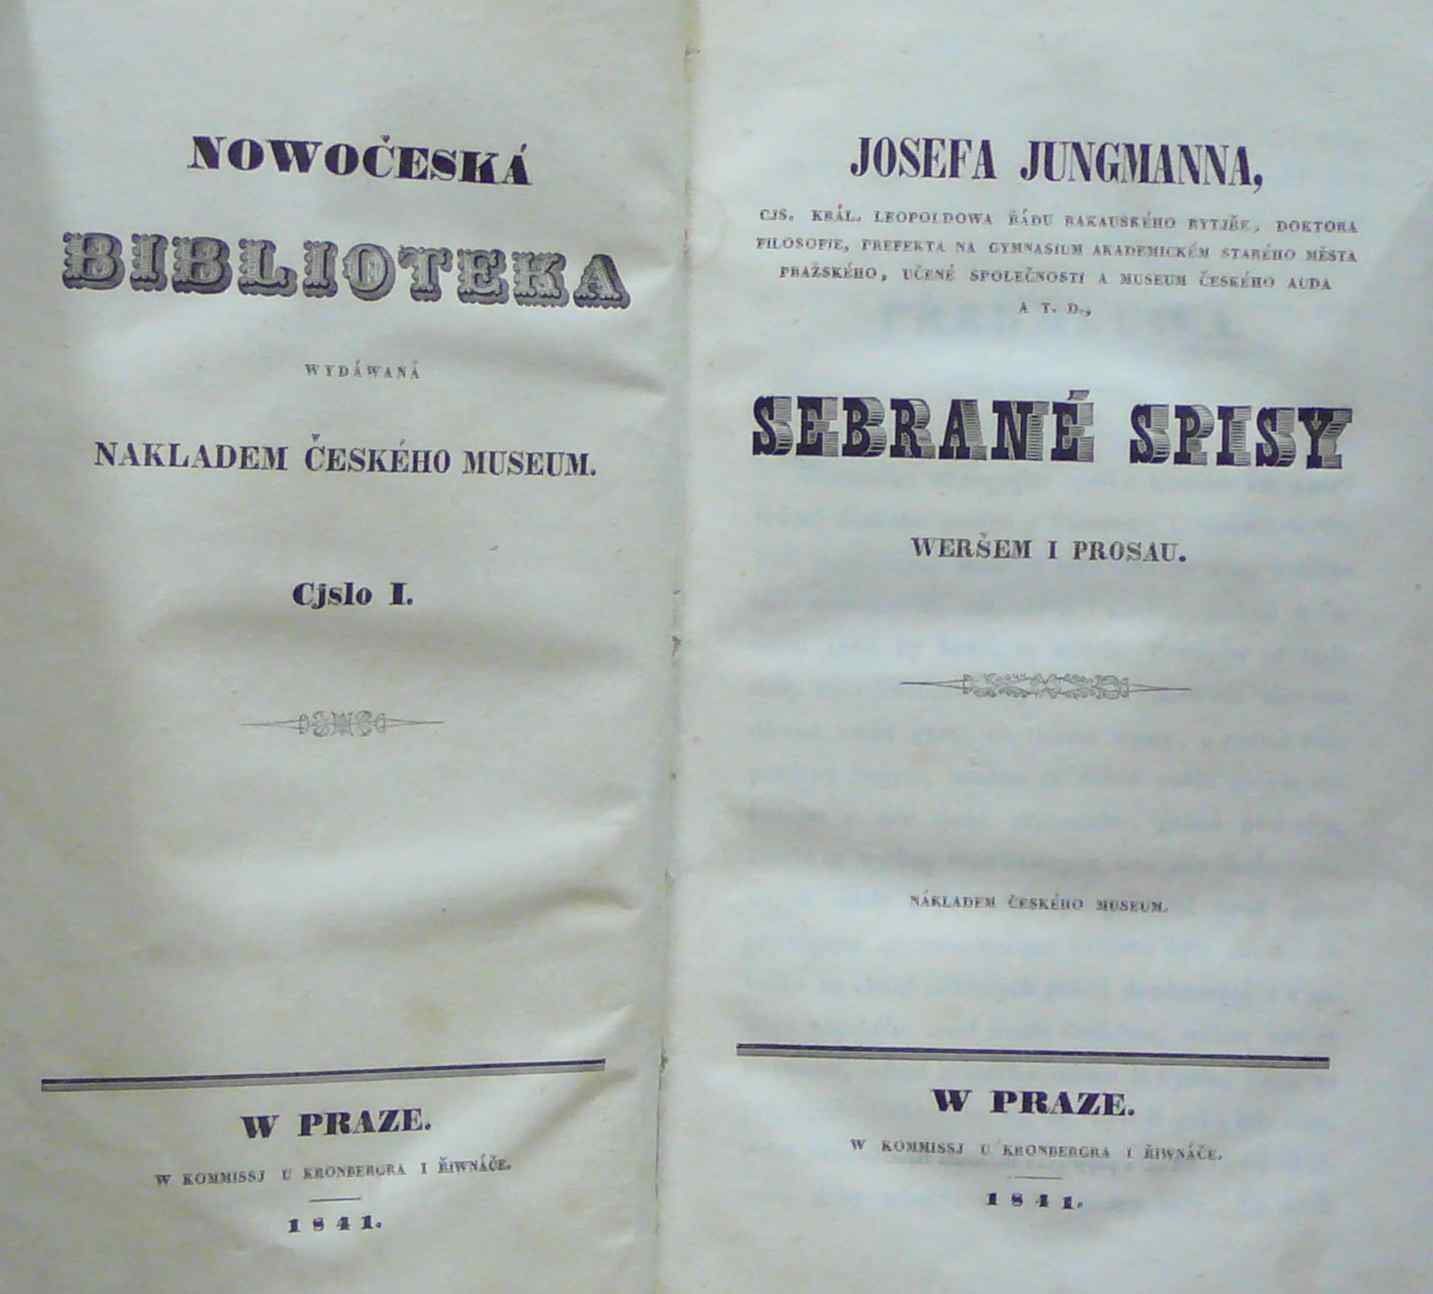 NOWOČESKÁ
BIBLIOTEKA
WYDÁWANÁ
NAKLADEM ČESKÉHO MUSEUM.
Cjslo I.
W PRAZE.
W KOMMISSJ U KRONBERGRA I ŘIWNÁČE.
1841.
JOSEFA JUNGMANNA,
CJS. KRÁL. LEOPOLDOWA ŘÁDU RAKAUSKÉHO RYTJŘE, DOKTORA
FILOSOFIE, PREFEKTA NA GYMNASIUM AKADEMICKÉM STARÉHO MĚSTA
PRAŽSKÉHO, UČENÉ SPOLEČNOSTI A MUSEUM ČESKÉHO AUDA
A T. D.,
SEBRANÉ SPISY
WERŠEM I PROSAU.
NÁKLADEM ČESKÉHO MUSEUM.
W PRAZE.
W KOMMISSJ U KRONBERGRA I ŘIWNÁČE.
1841.